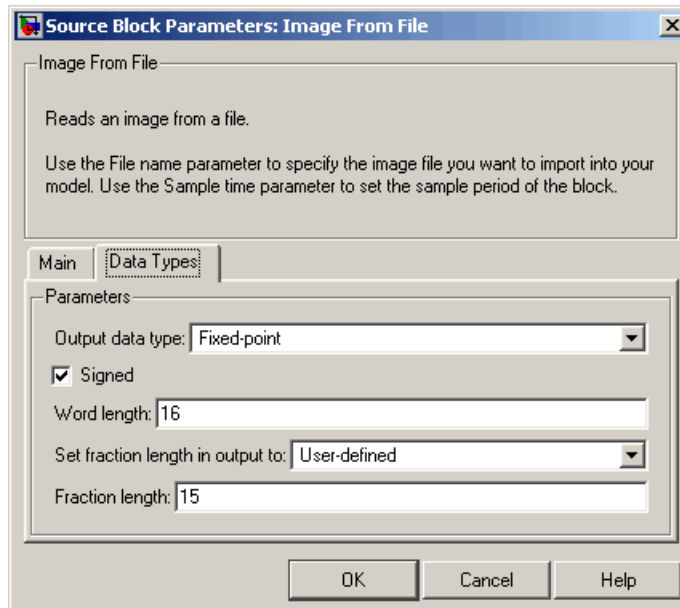 Source Block Parameters: Image From File
Image From File
Reads an image from a file.
Use the File name parameter to specify the image file you want to import into your
model. Use the Sample time parameter to set the sample period of the block.
Main Data Types
Parameters
Output data type: Fixed-point
Signed
Word length: 16
Set fraction length in output to: User-defined
Fraction length: 15
OK Cancel Help